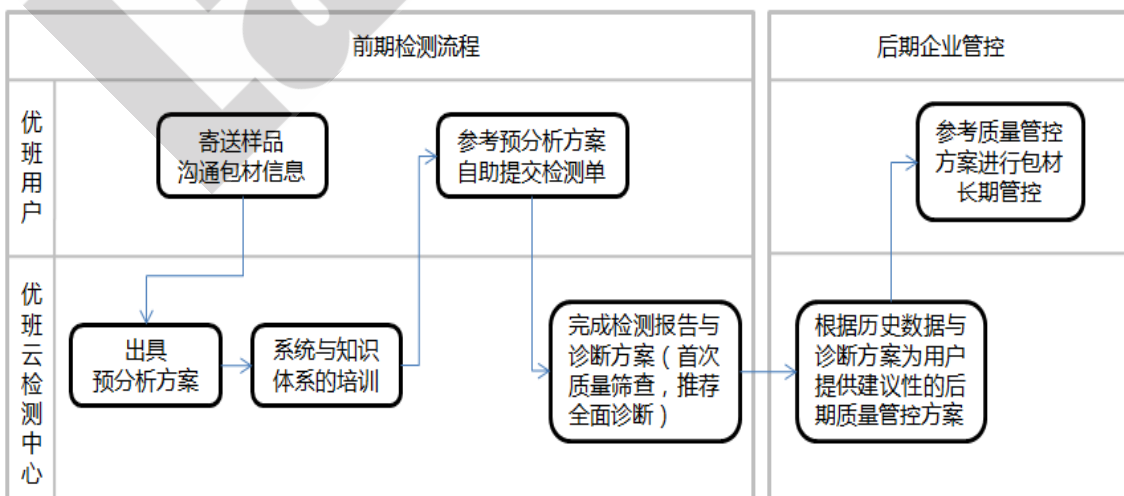 前期检测流程
后期企业管控
优班用户
寄送样品
沟通包材信息
参考预分析方案
自助提交检测单
参考质量管控
方案进行包材
长期管控
优班云检测中心
出具
预分析方案
系统与知识
体系的培训
完成检测报告与
诊断方案（首次
质量筛查，推荐
全面诊断）
根据历史数据与
诊断方案为用户
提供建议性的后
期质量管控方案